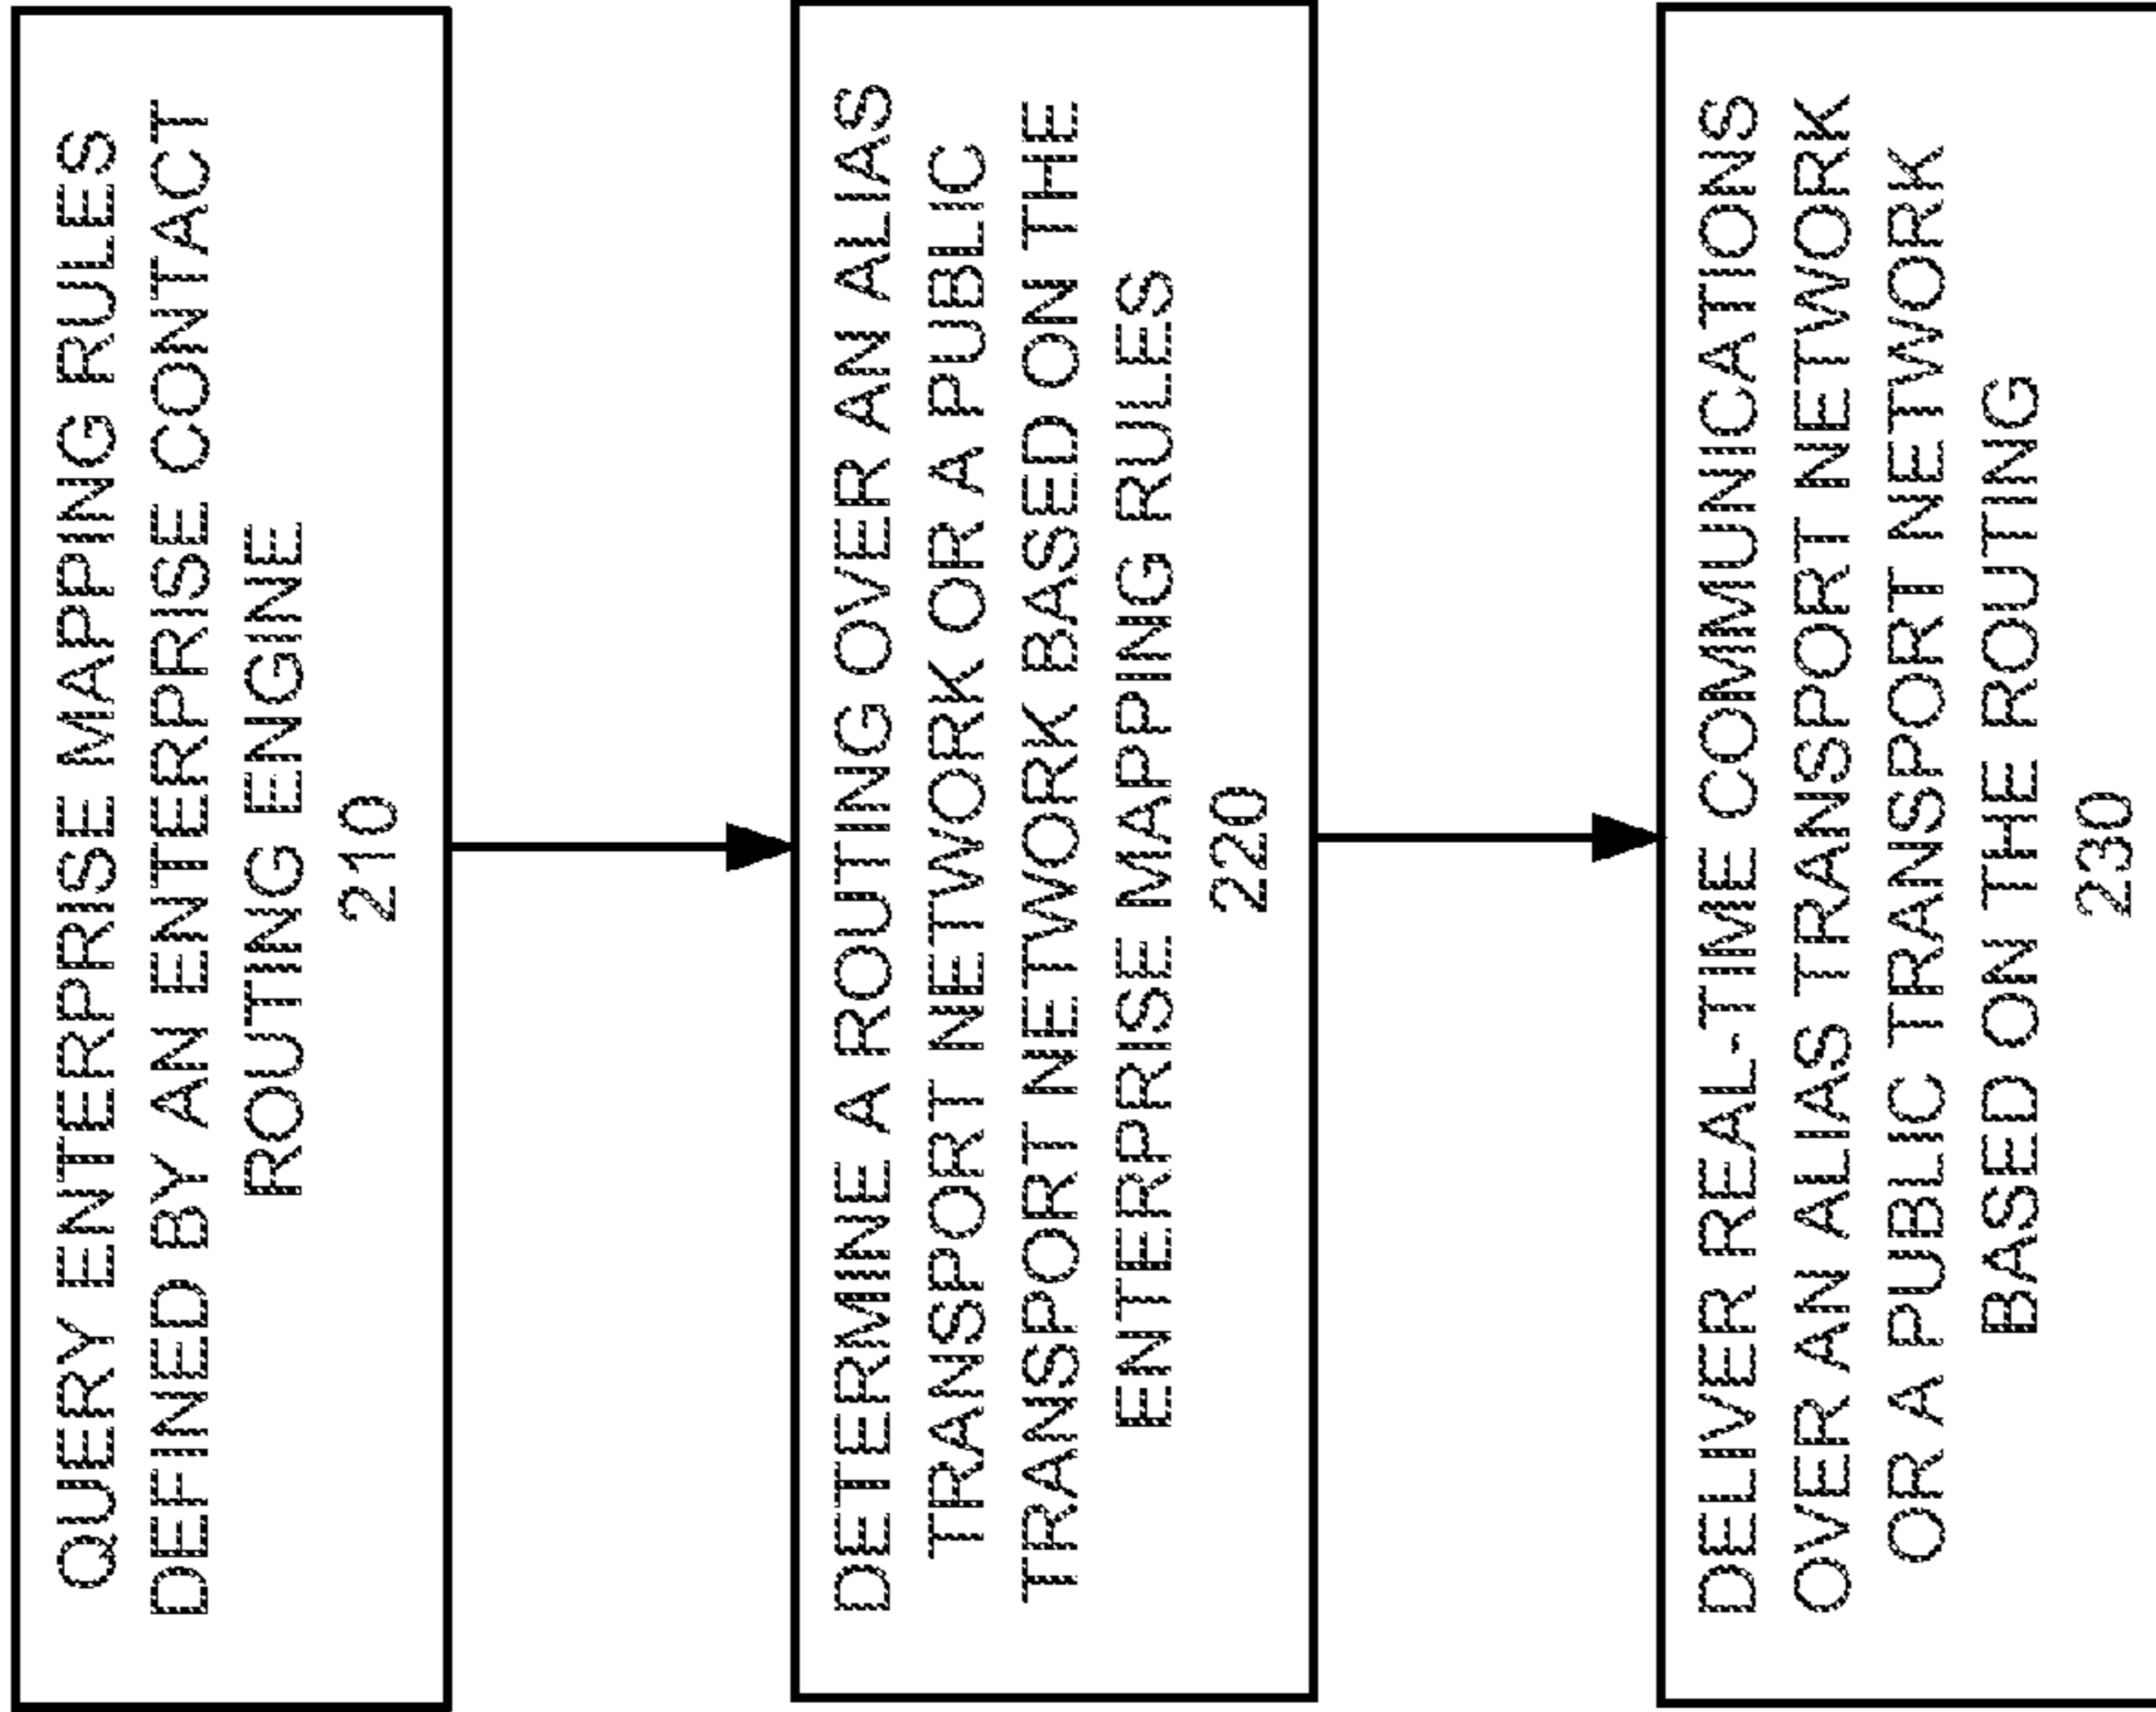 QUERY ENTERPRISE MAPPING RULES
DEFINED BY AN ENTERPRISE CONTACT
ROUTING ENGINE
210
DETERMINE A ROUTING OVER AN ALIAS
TRANSPORT NETWORK OR A PUBLIC
TRANSPORT NETWORK BASED ON THE
ENTERPRISE MAPPING RULES
220
DELIVER REAL-TIME COMMUNICATIONS
OVER AN ALIAS TRANSPORT NETWORK
OR A PUBLIC TRANSPORT NETWORK
BASED ON THE ROUTING
230